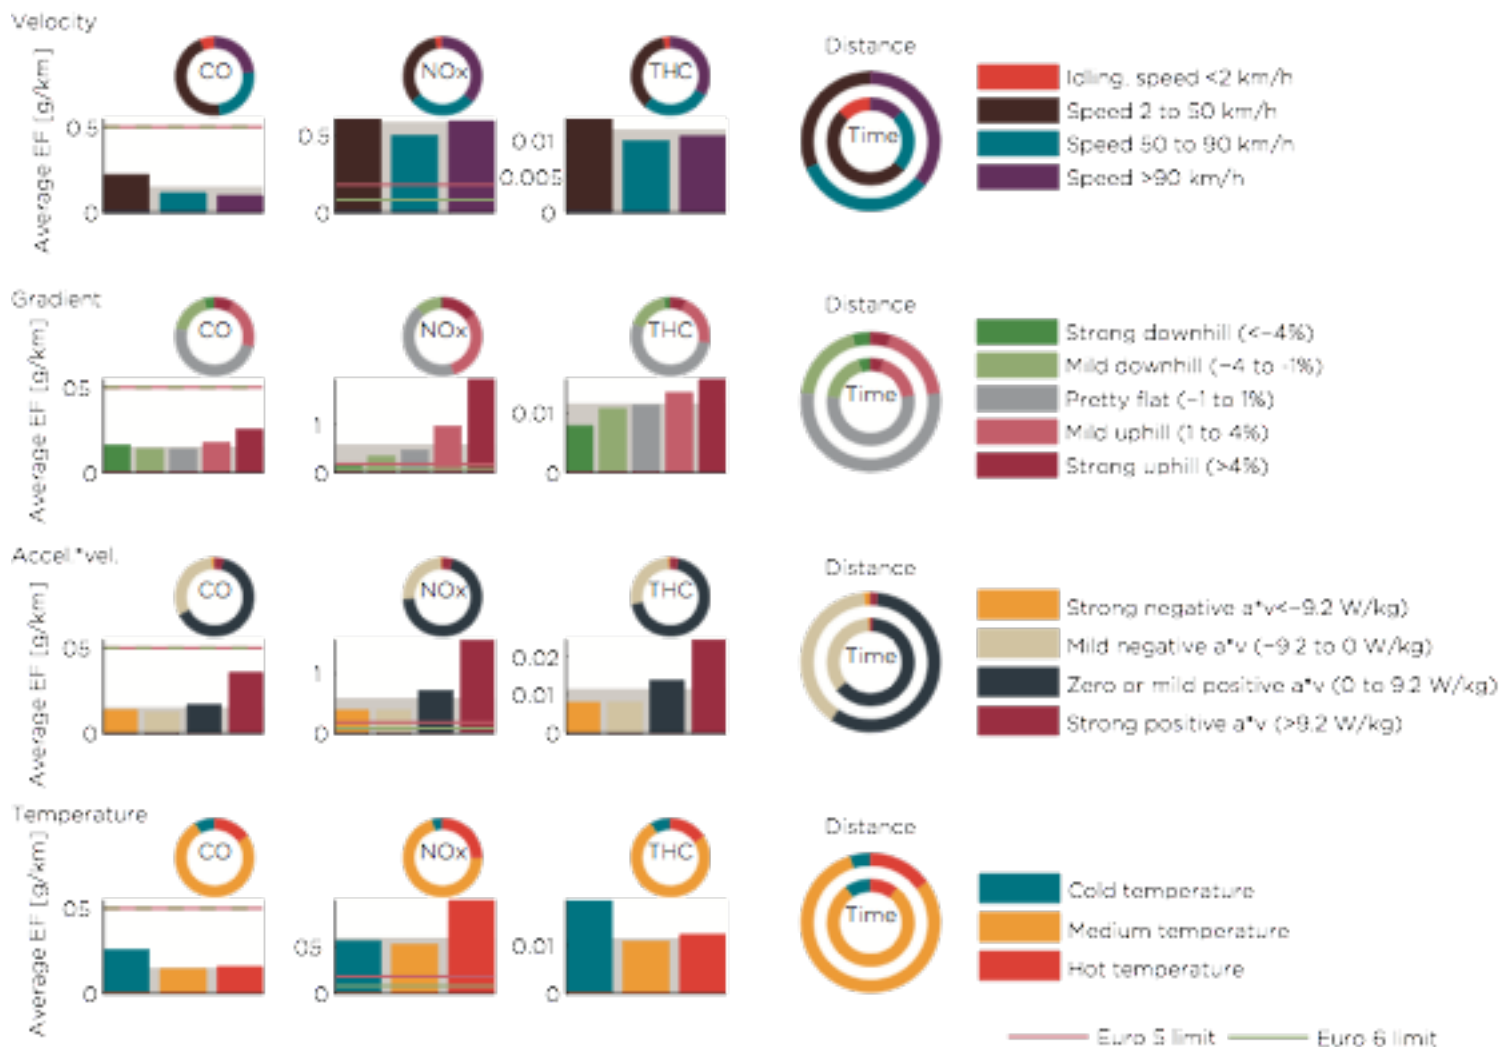 Velocity
CO
NOx
THC
Distance
Time
Average EF [g/km]
0.5
0
0.5
0
0.01
0.005
0
Idling, speed <2 km/h
Speed 2 to 50 km/h
Speed 50 to 90 km/h
Speed >90 km/h
Gradient
CO
NOx
THC
Distance
Time
Average EF [g/km]
0.5
0
1
0
0.01
0
Strong downhill (<−4%)
Mild downhill (−4 to -1%)
Pretty flat (−1 to 1%)
Mild uphill (1 to 4%)
Strong uphill (>4%)
Accel.*vel.
CO
NOx
THC
Distance
Time
Average EF [g/km]
0.5
0
1
0
0.02
0.01
0
Strong negative a*v<−9.2 W/kg)
Mild negative a*v (−9.2 to 0 W/kg)
Zero or mild positive a*v (0 to 9.2 W/kg)
Strong positive a*v (>9.2 W/kg)
Temperature
CO
NOx
THC
Distance
Time
Average EF [g/km]
0.5
0
0.5
0
0.01
0
Cold temperature
Medium temperature
Hot temperature
Euro 5 limit
Euro 6 limit